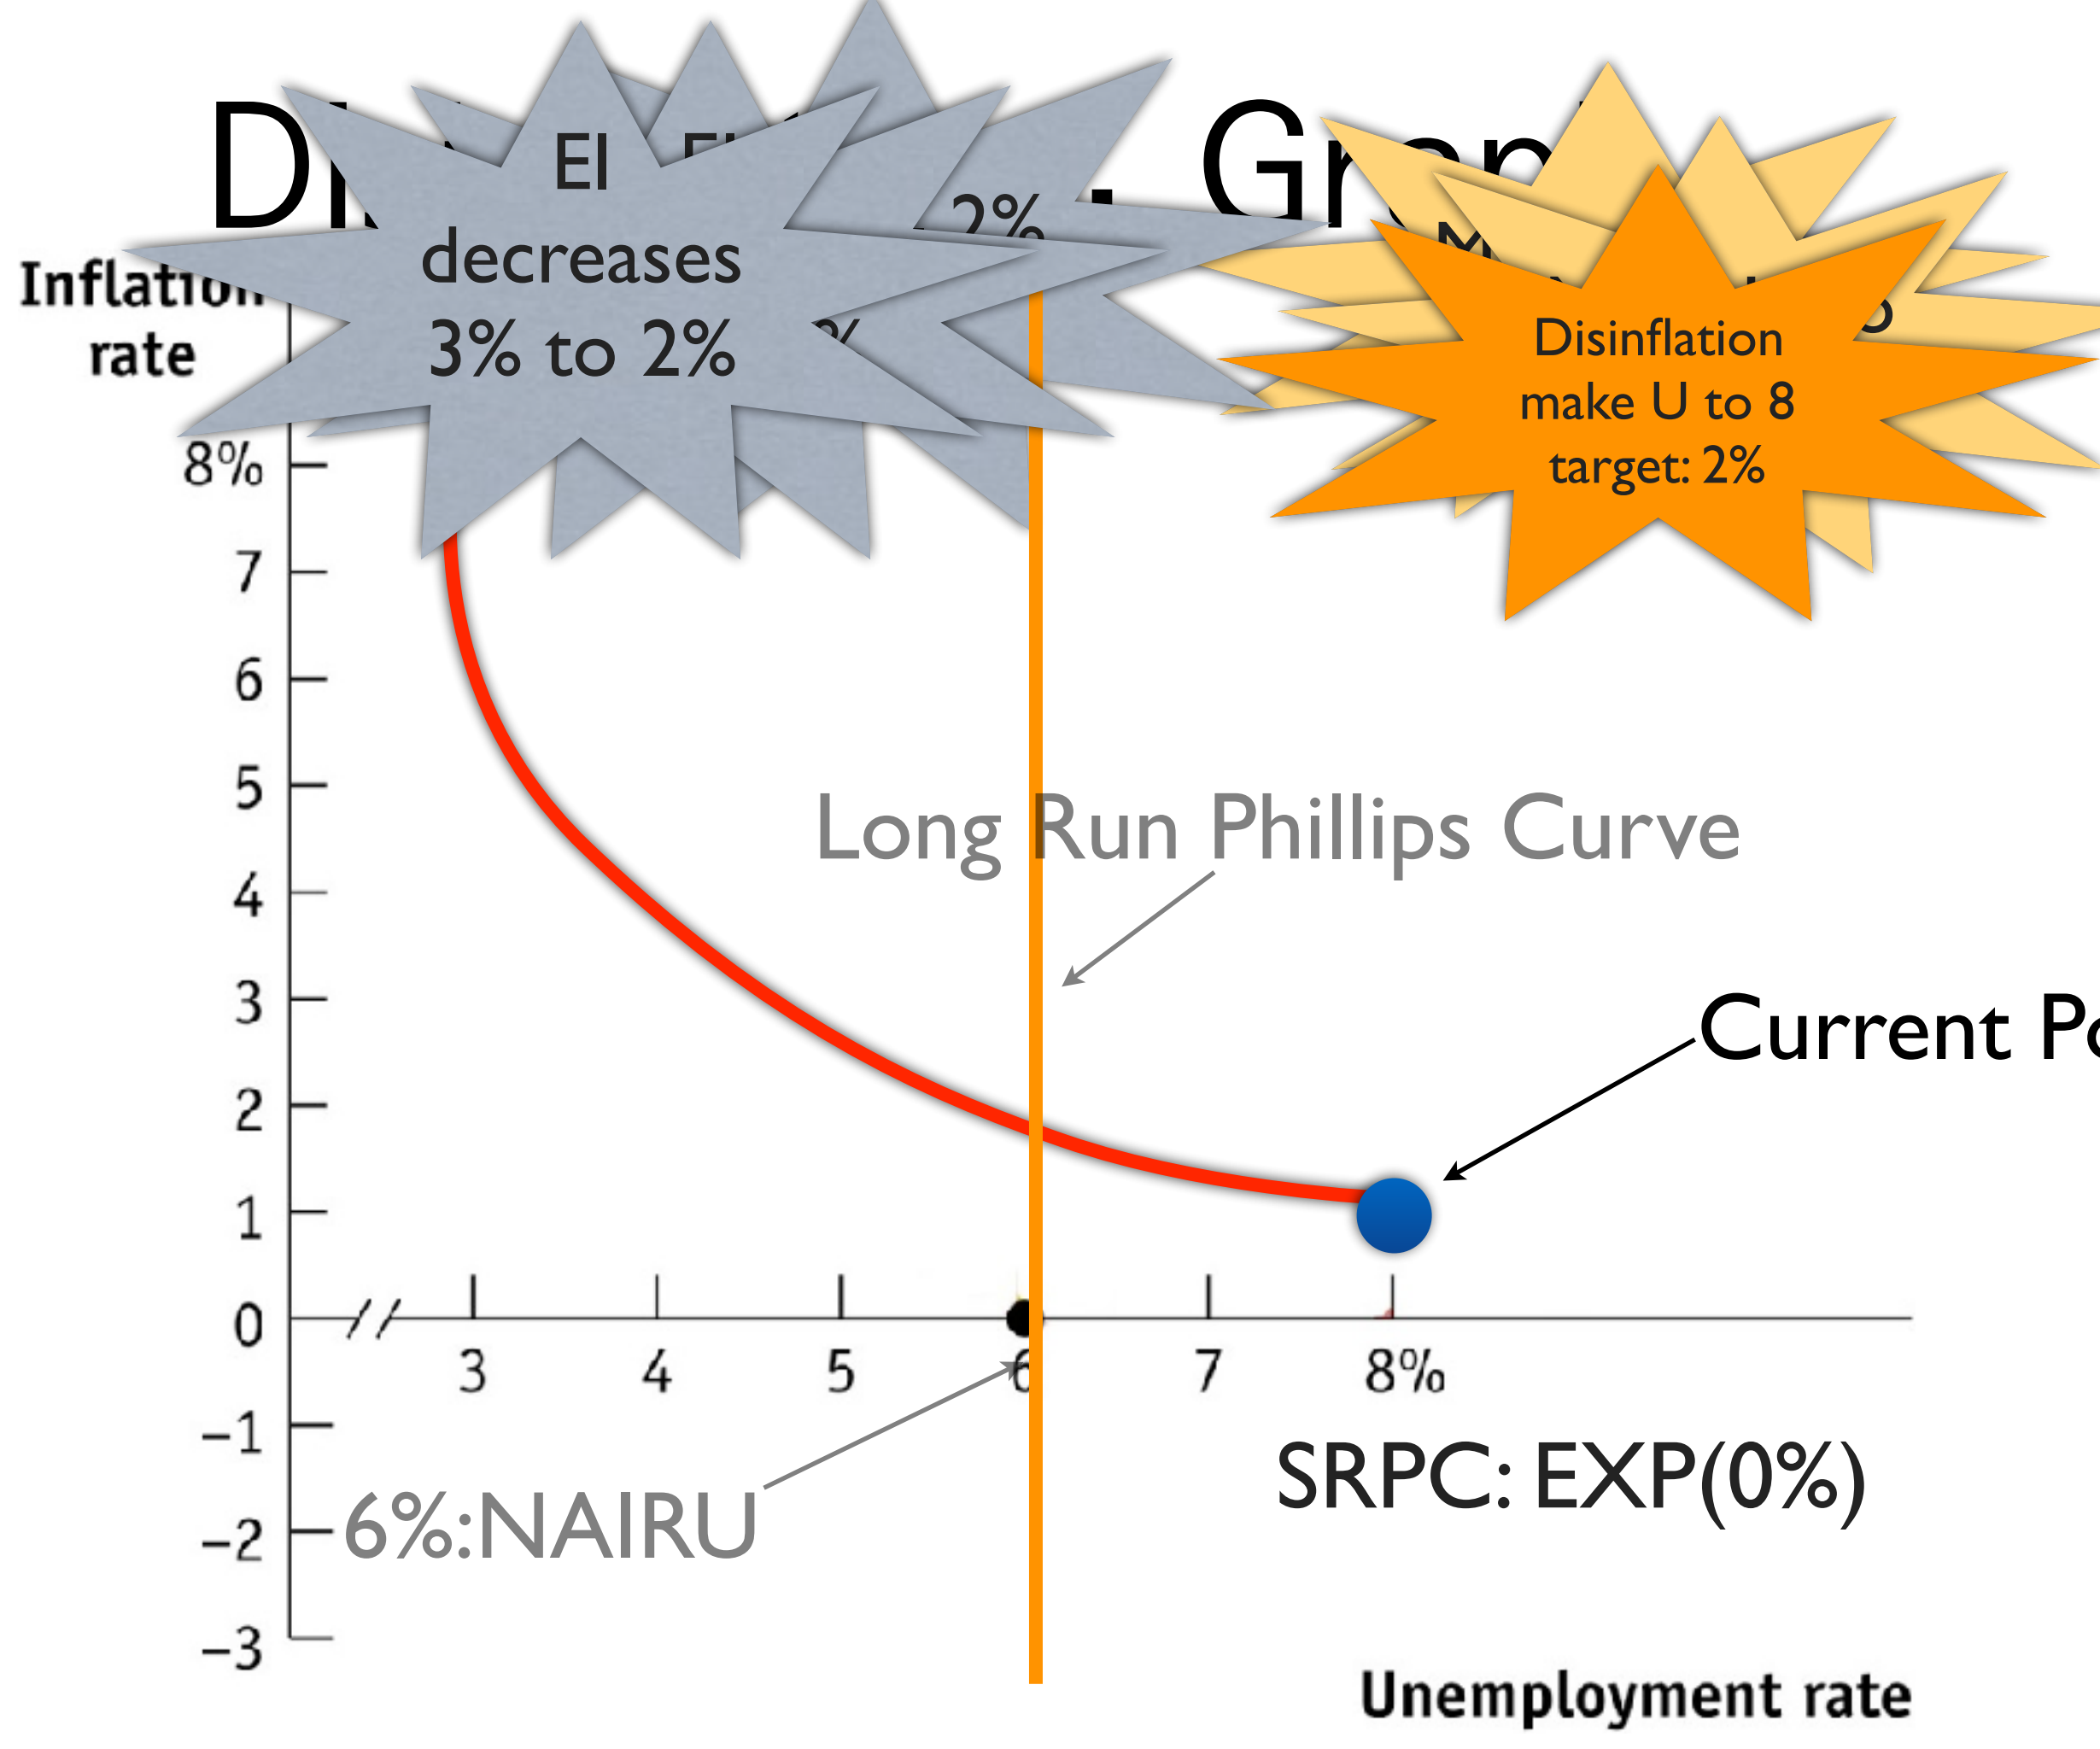 EI
decreases
3% to 2%
2%
Inflation
rate
Disinflation
make U to 8
target: 2%
8%
7
6
5
4
3
2
1
0
-1
-2
-3
Long Run Phillips Curve
Current
3
4
5
6
7
8%
6%:NAIRU
SRPC: EXP(0%)
Unemployment rate